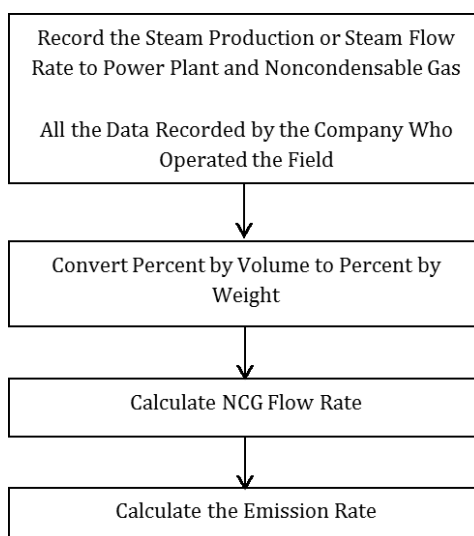 Record the Steam Production or Steam Flow
Rate to Power Plant and Noncondensable Gas
All the Data Recorded by the Company Who
Operated the Field
Convert Percent by Volume to Percent by
Weight
Calculate NCG Flow Rate
Calculate the Emission Rate